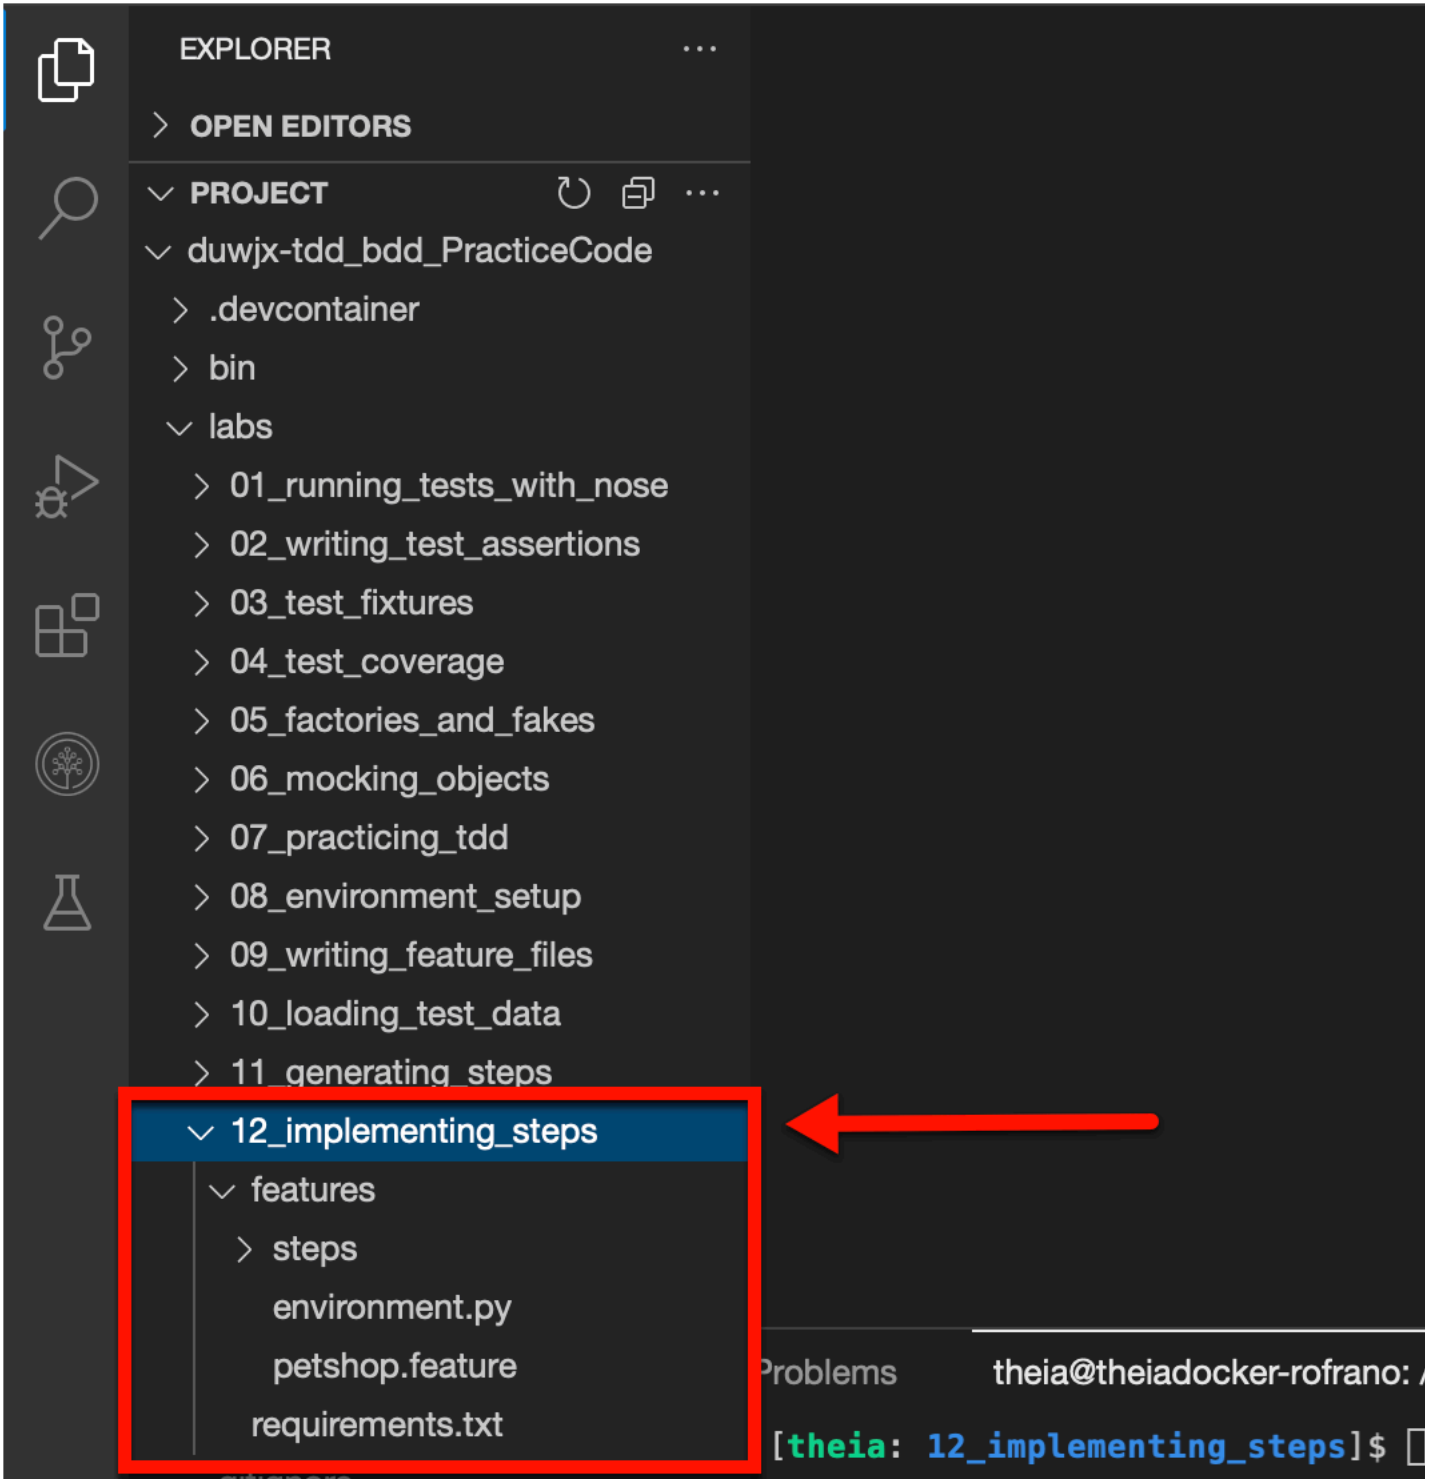 EXPLORER
OPEN EDITORS
PROJECT
duwjx-tdd_bdd_PracticeCode
.devcontainer
bin
labs
01_running_tests_with_nose
02_writing_test_assertions
03_test_fixtures
04_test_coverage
05_factories_and_fakes
06_mocking_objects
07_practicing_tdd
08_environment_setup
09_writing_feature_files
10_loading_test_data
11_generating_steps
12_implementing_steps
features
steps
environment.py
petshop.feature
requirements.txt
Problems
theia@theiadocker-rofrano: /
[theia: 12_implementing_steps]$